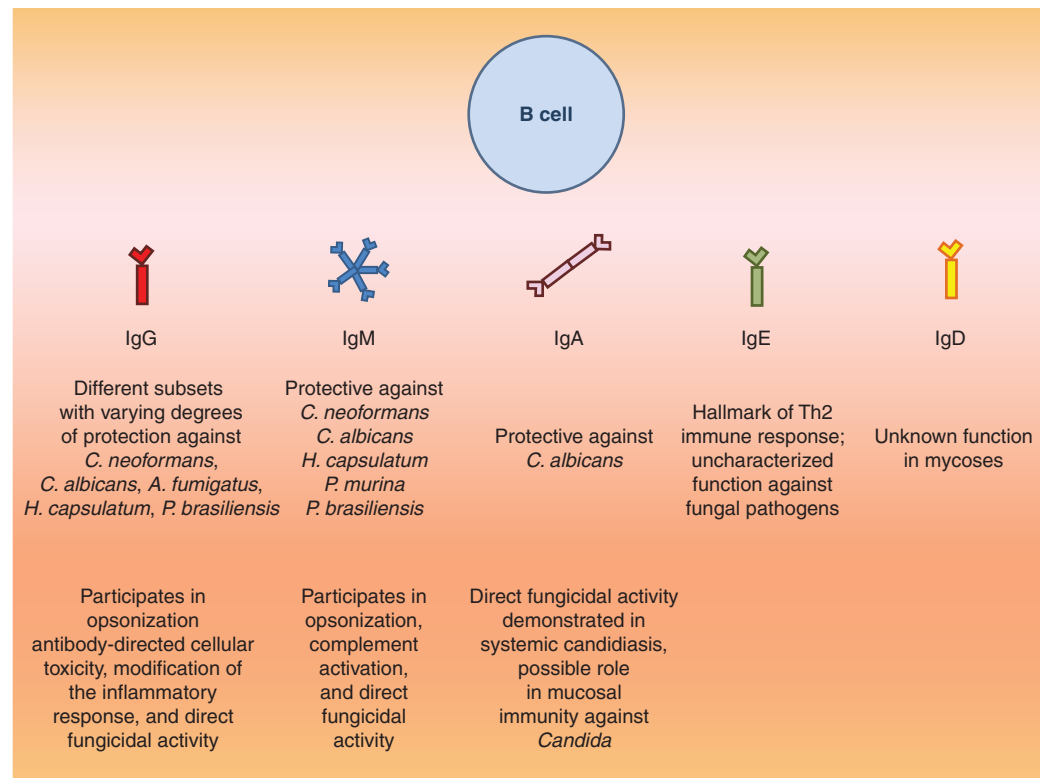 B cell
IgG
Different subsets
with varying degrees
of protection against
C. neoformans,
C. albicans, A. fumigatus,
H. capsulatum, P. brasiliensis
Participates in
opsonization
antibody-directed cellular
toxicity, modification of
the inflammatory
response, and direct
fungicidal activity
IgM
Protective against
C. neoformans
C. albicans
H. capsulatum
P. murina
P. brasiliensis
Participates in
opsonization,
complement
activation,
and direct
fungicidal
activity
IgA
Protective against
C. albicans
Direct fungicidal activity
demonstrated in
systemic candidiasis,
possible role
in mucosal
immunity against
Candida
IgE
Hallmark of Th2
immune response;
uncharacterized
function against
fungal pathogens
IgD
Unknown function
in mycoses